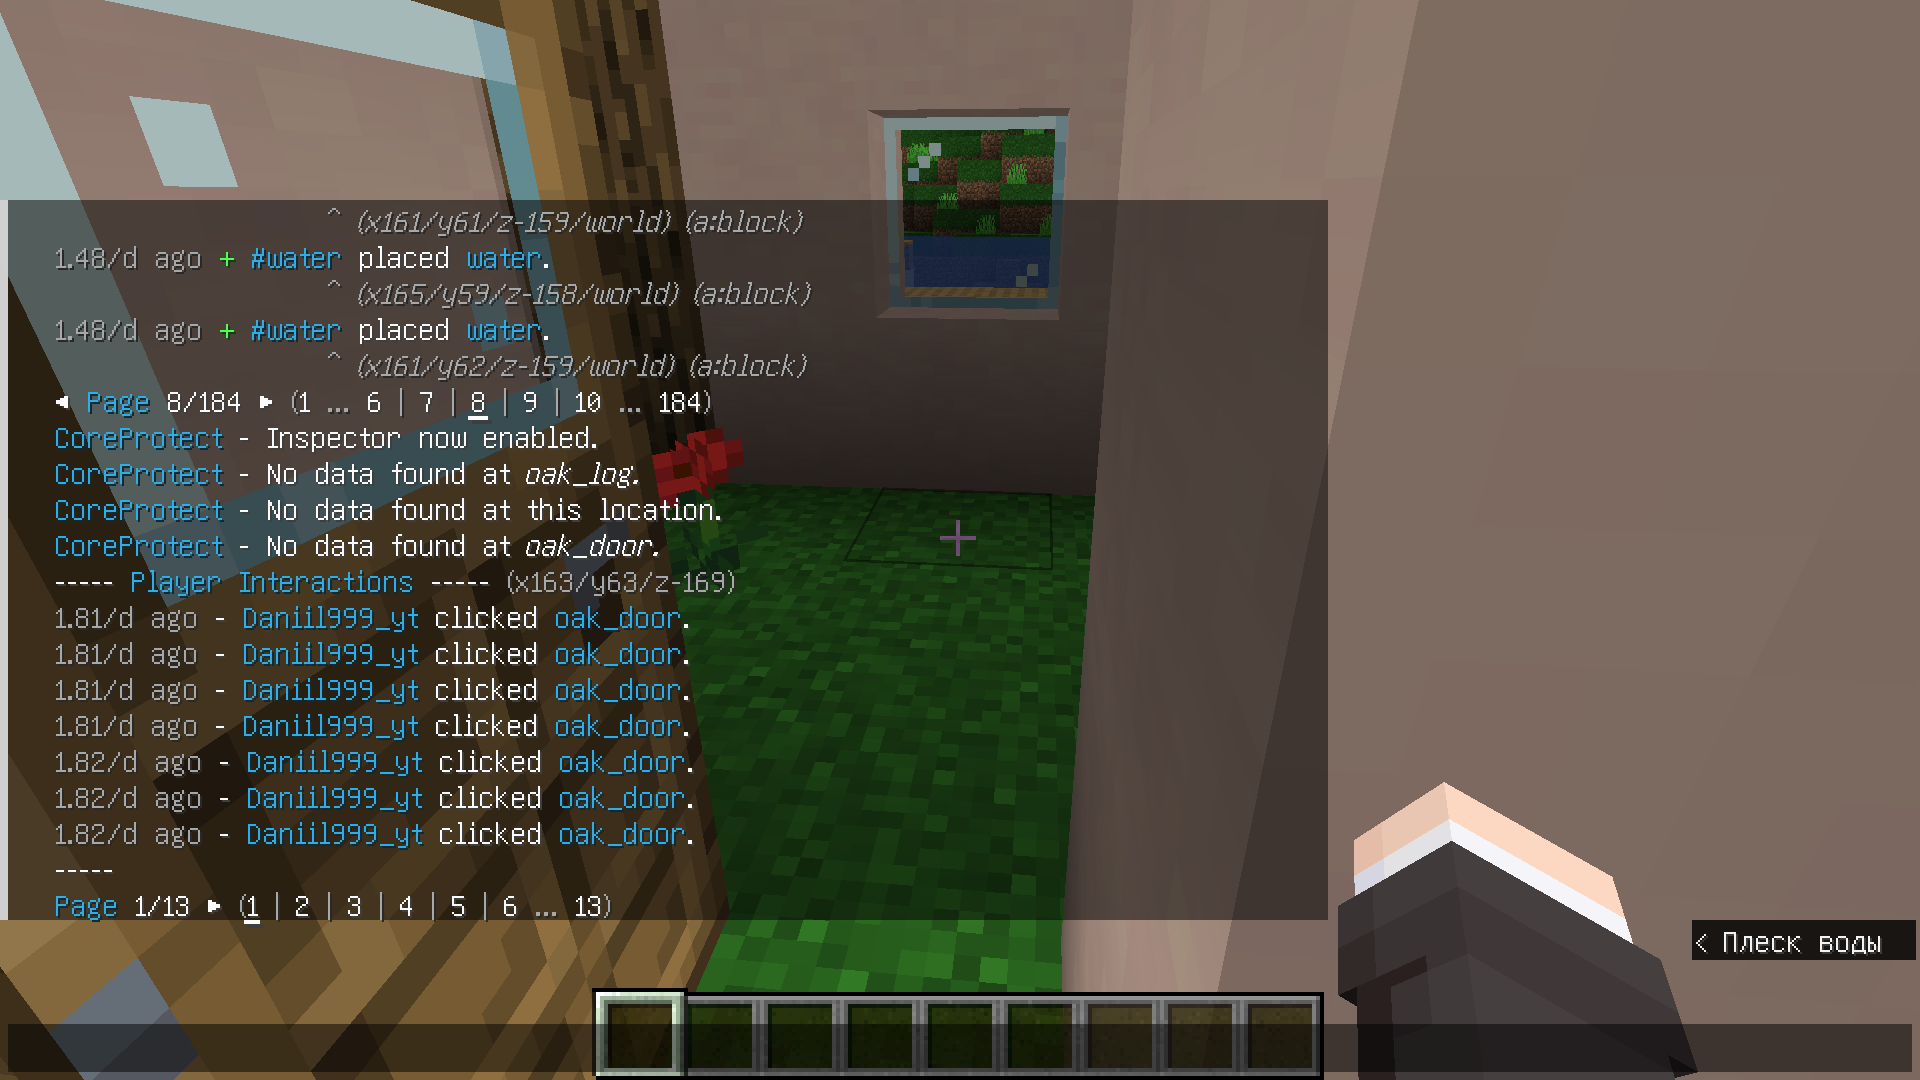 ^ (x161/y61/z-159/world) (a:block)
1.48/d ago + #water placed water.
^ (x165/y59/z-158/world) (a:block)
1.48/d ago + #water placed water.
^ (x161/y62/z-159/world) (a:block)
◀ Page 8/184 ▶ (1 ... 6 | 7 | 8 | 9 | 10 ... 184)
CoreProtect - Inspector now enabled.
CoreProtect - No data found at oak_log.
CoreProtect - No data found at this location.
CoreProtect - No data found at oak_door.
----- Player Interactions ----- (x163/y63/z-169)
1.81/d ago - Daniil999_yt clicked oak_door.
1.81/d ago - Daniil999_yt clicked oak_door.
1.81/d ago - Daniil999_yt clicked oak_door.
1.81/d ago - Daniil999_yt clicked oak_door.
1.82/d ago - Daniil999_yt clicked oak_door.
1.82/d ago - Daniil999_yt clicked oak_door.
1.82/d ago - Daniil999_yt clicked oak_door.
-----
Page 1/13 ▶ (1 | 2 | 3 | 4 | 5 | 6 ... 13)
< Плеск воды